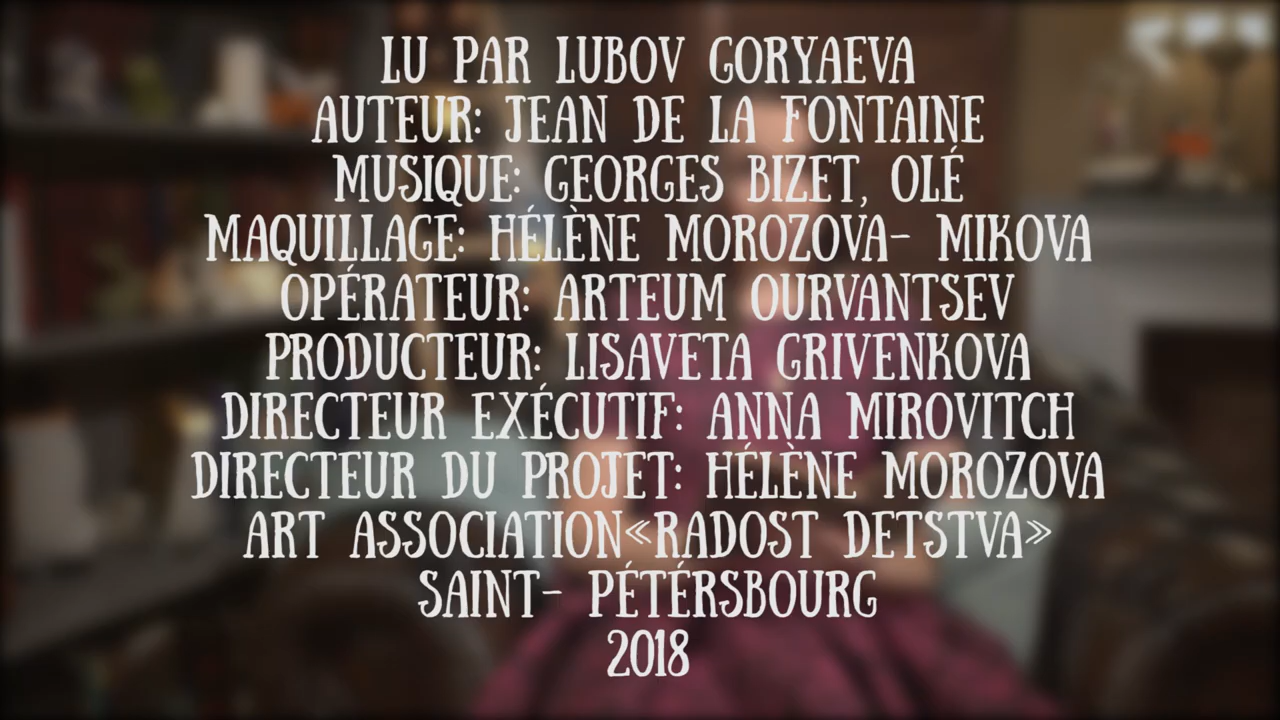 LU PAR LUBOV GORYAEVA
AUTEUR: JEAN DE LA FONTAINE
MUSIQUE: GEORGES BIZET, OLÉ
MAQUILLAGE: HÉLÈNE MOROZOVA- MIKOVA
OPÉRATEUR: ARTEUM OURVANTSEV
PRODUCTEUR: LISAVETA GRIVENKOVA
DIRECTEUR EXÉCUTIF: ANNA MIROVITCH
DIRECTEUR DU PROJET: HÉLÈNE MOROZOVA
ART ASSOCIATION«RADOST DETSTVA»
SAINT- PÉTÉRSBOURG
2018